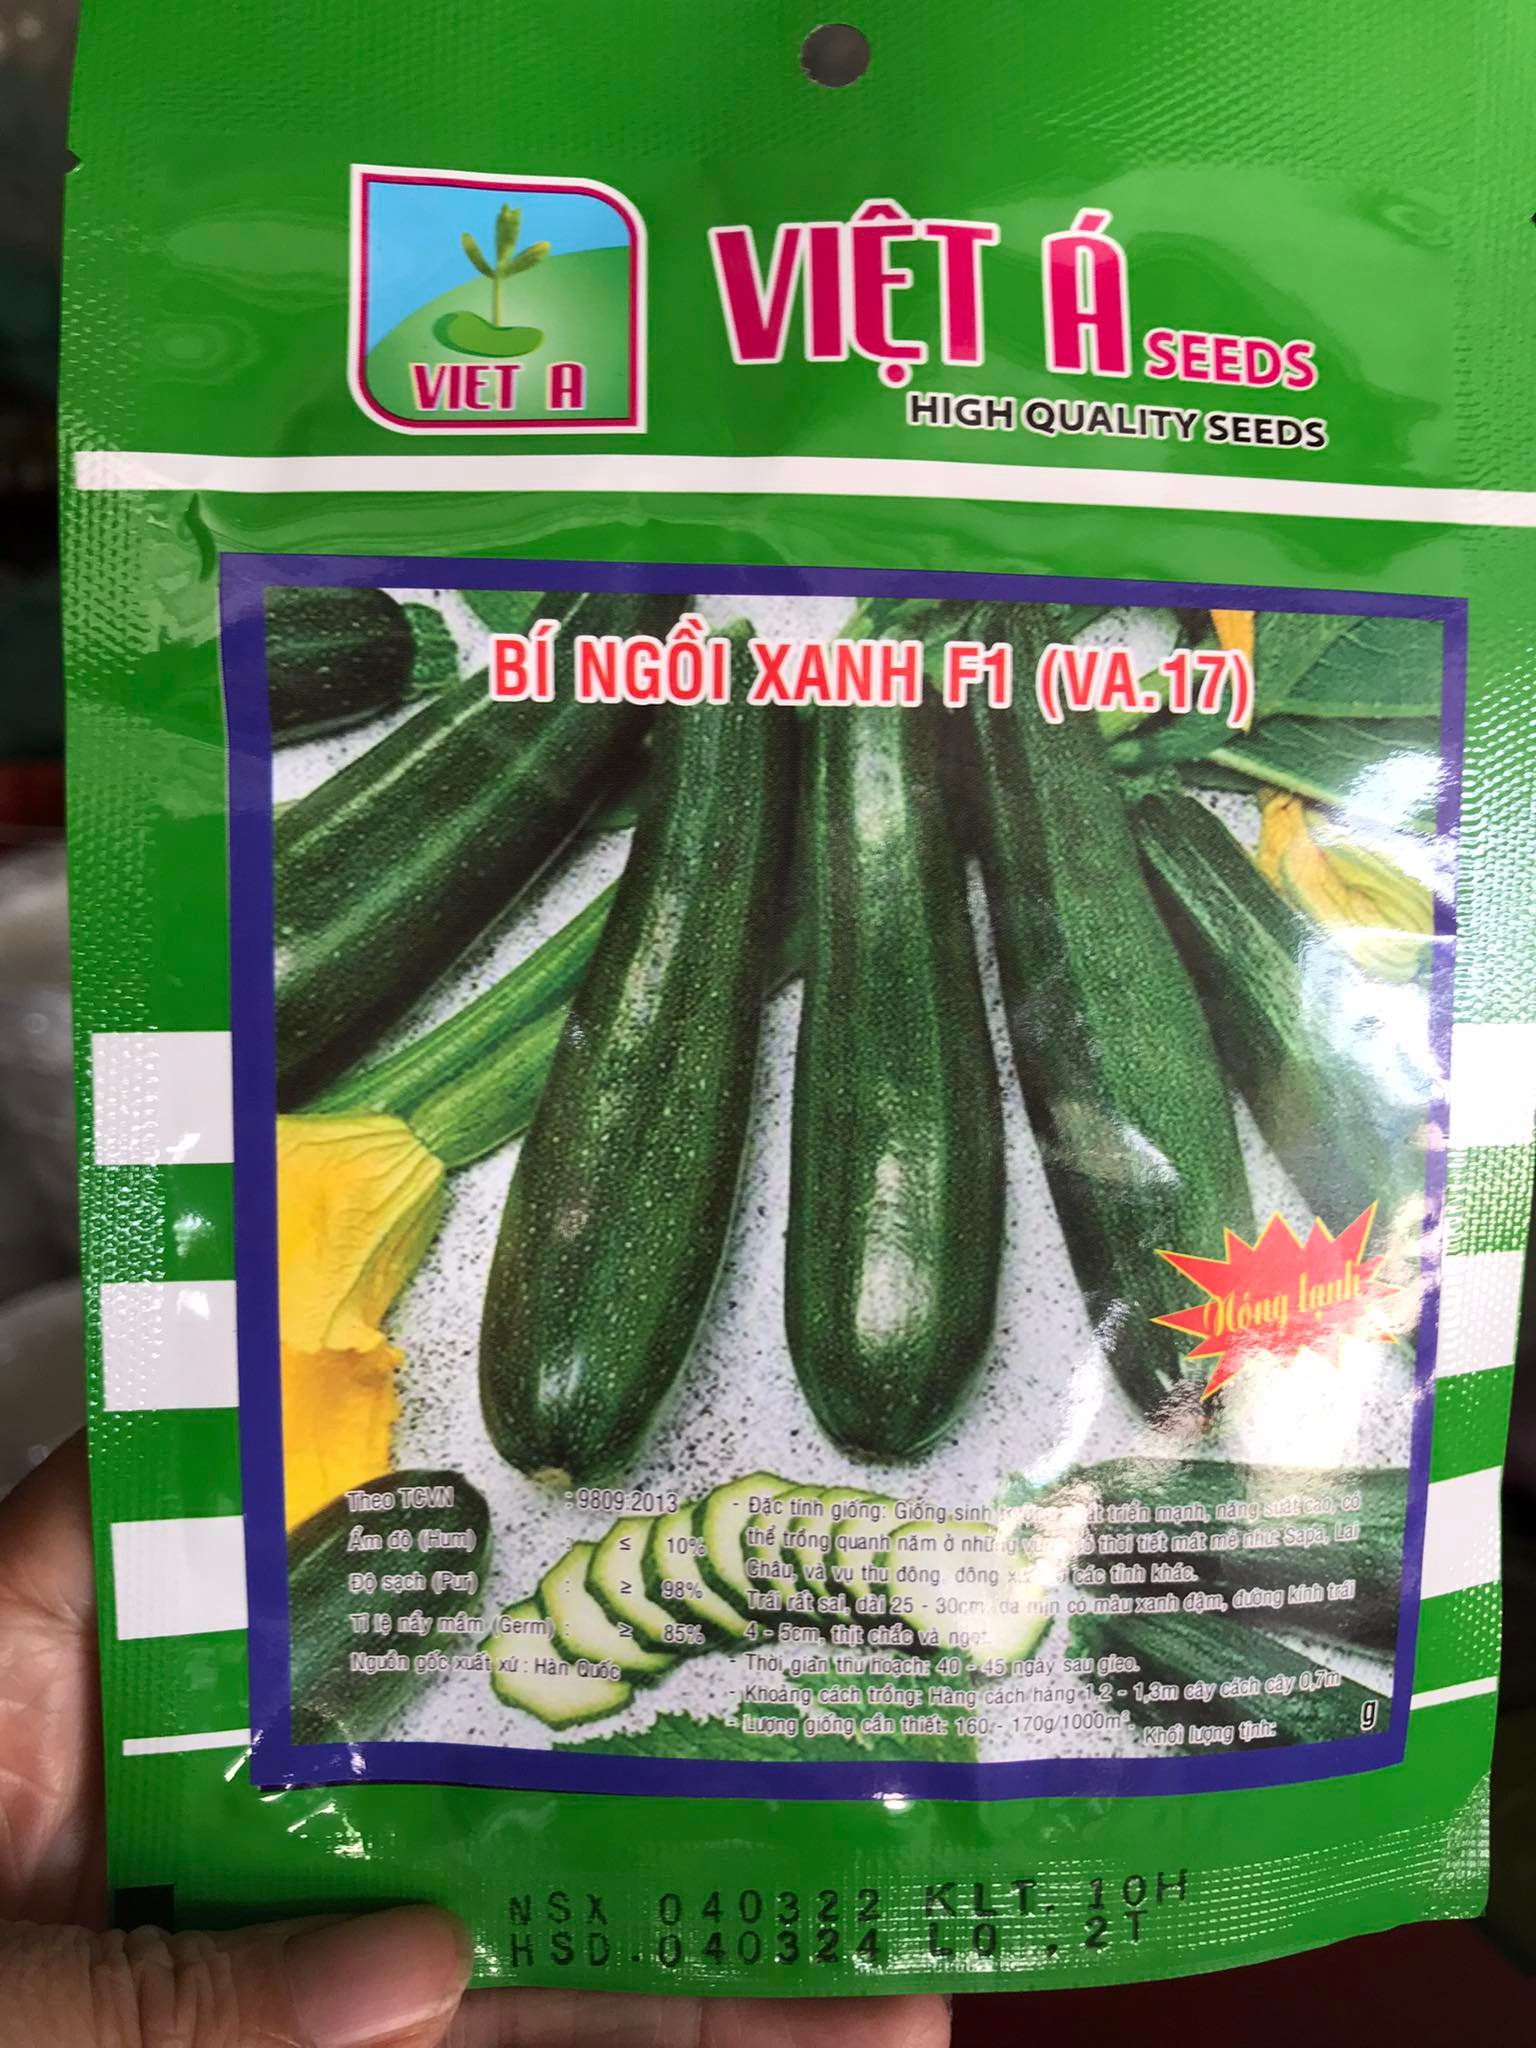 VIET A
VIỆT Á SEEDS
HIGH QUALITY SEEDS
BÍ NGỒI XANH F1 (VA.17)
Nóng lạnh
Theo TCVN : 9809:2013
Ẩm độ (Hum) : ≤ 10%
Độ sạch (Pur) : ≥ 98%
Tỉ lệ nẩy mầm (Germ) : ≥ 85%
Nguồn gốc xuất xứ : Hàn Quốc
- Đặc tính giống: Giống sinh triển mạnh, năng suất cao, có
thể trồng quanh năm ở những thời tiết mát mẻ như: Sapa, Lai
Châu, và vụ thu đông, đông các tỉnh khác.
Trái rất sai, dài 25 - 30cm, da mịn có màu xanh đậm, đường kính trái
4 - 5cm, thịt chắc và ngọt.
- Thời gian thu hoạch: 40 - 45 ngày sau gieo.
- Khoảng cách trồng: Hàng cách hàng 1,2 - 1,3m cây cách cây 0,7m
- Lượng giống cần thiết: 160 - 170g/1000m². Khối lượng tịnh: g
NSX 040322 KLT. 10H
HSD.040324 LO .2T